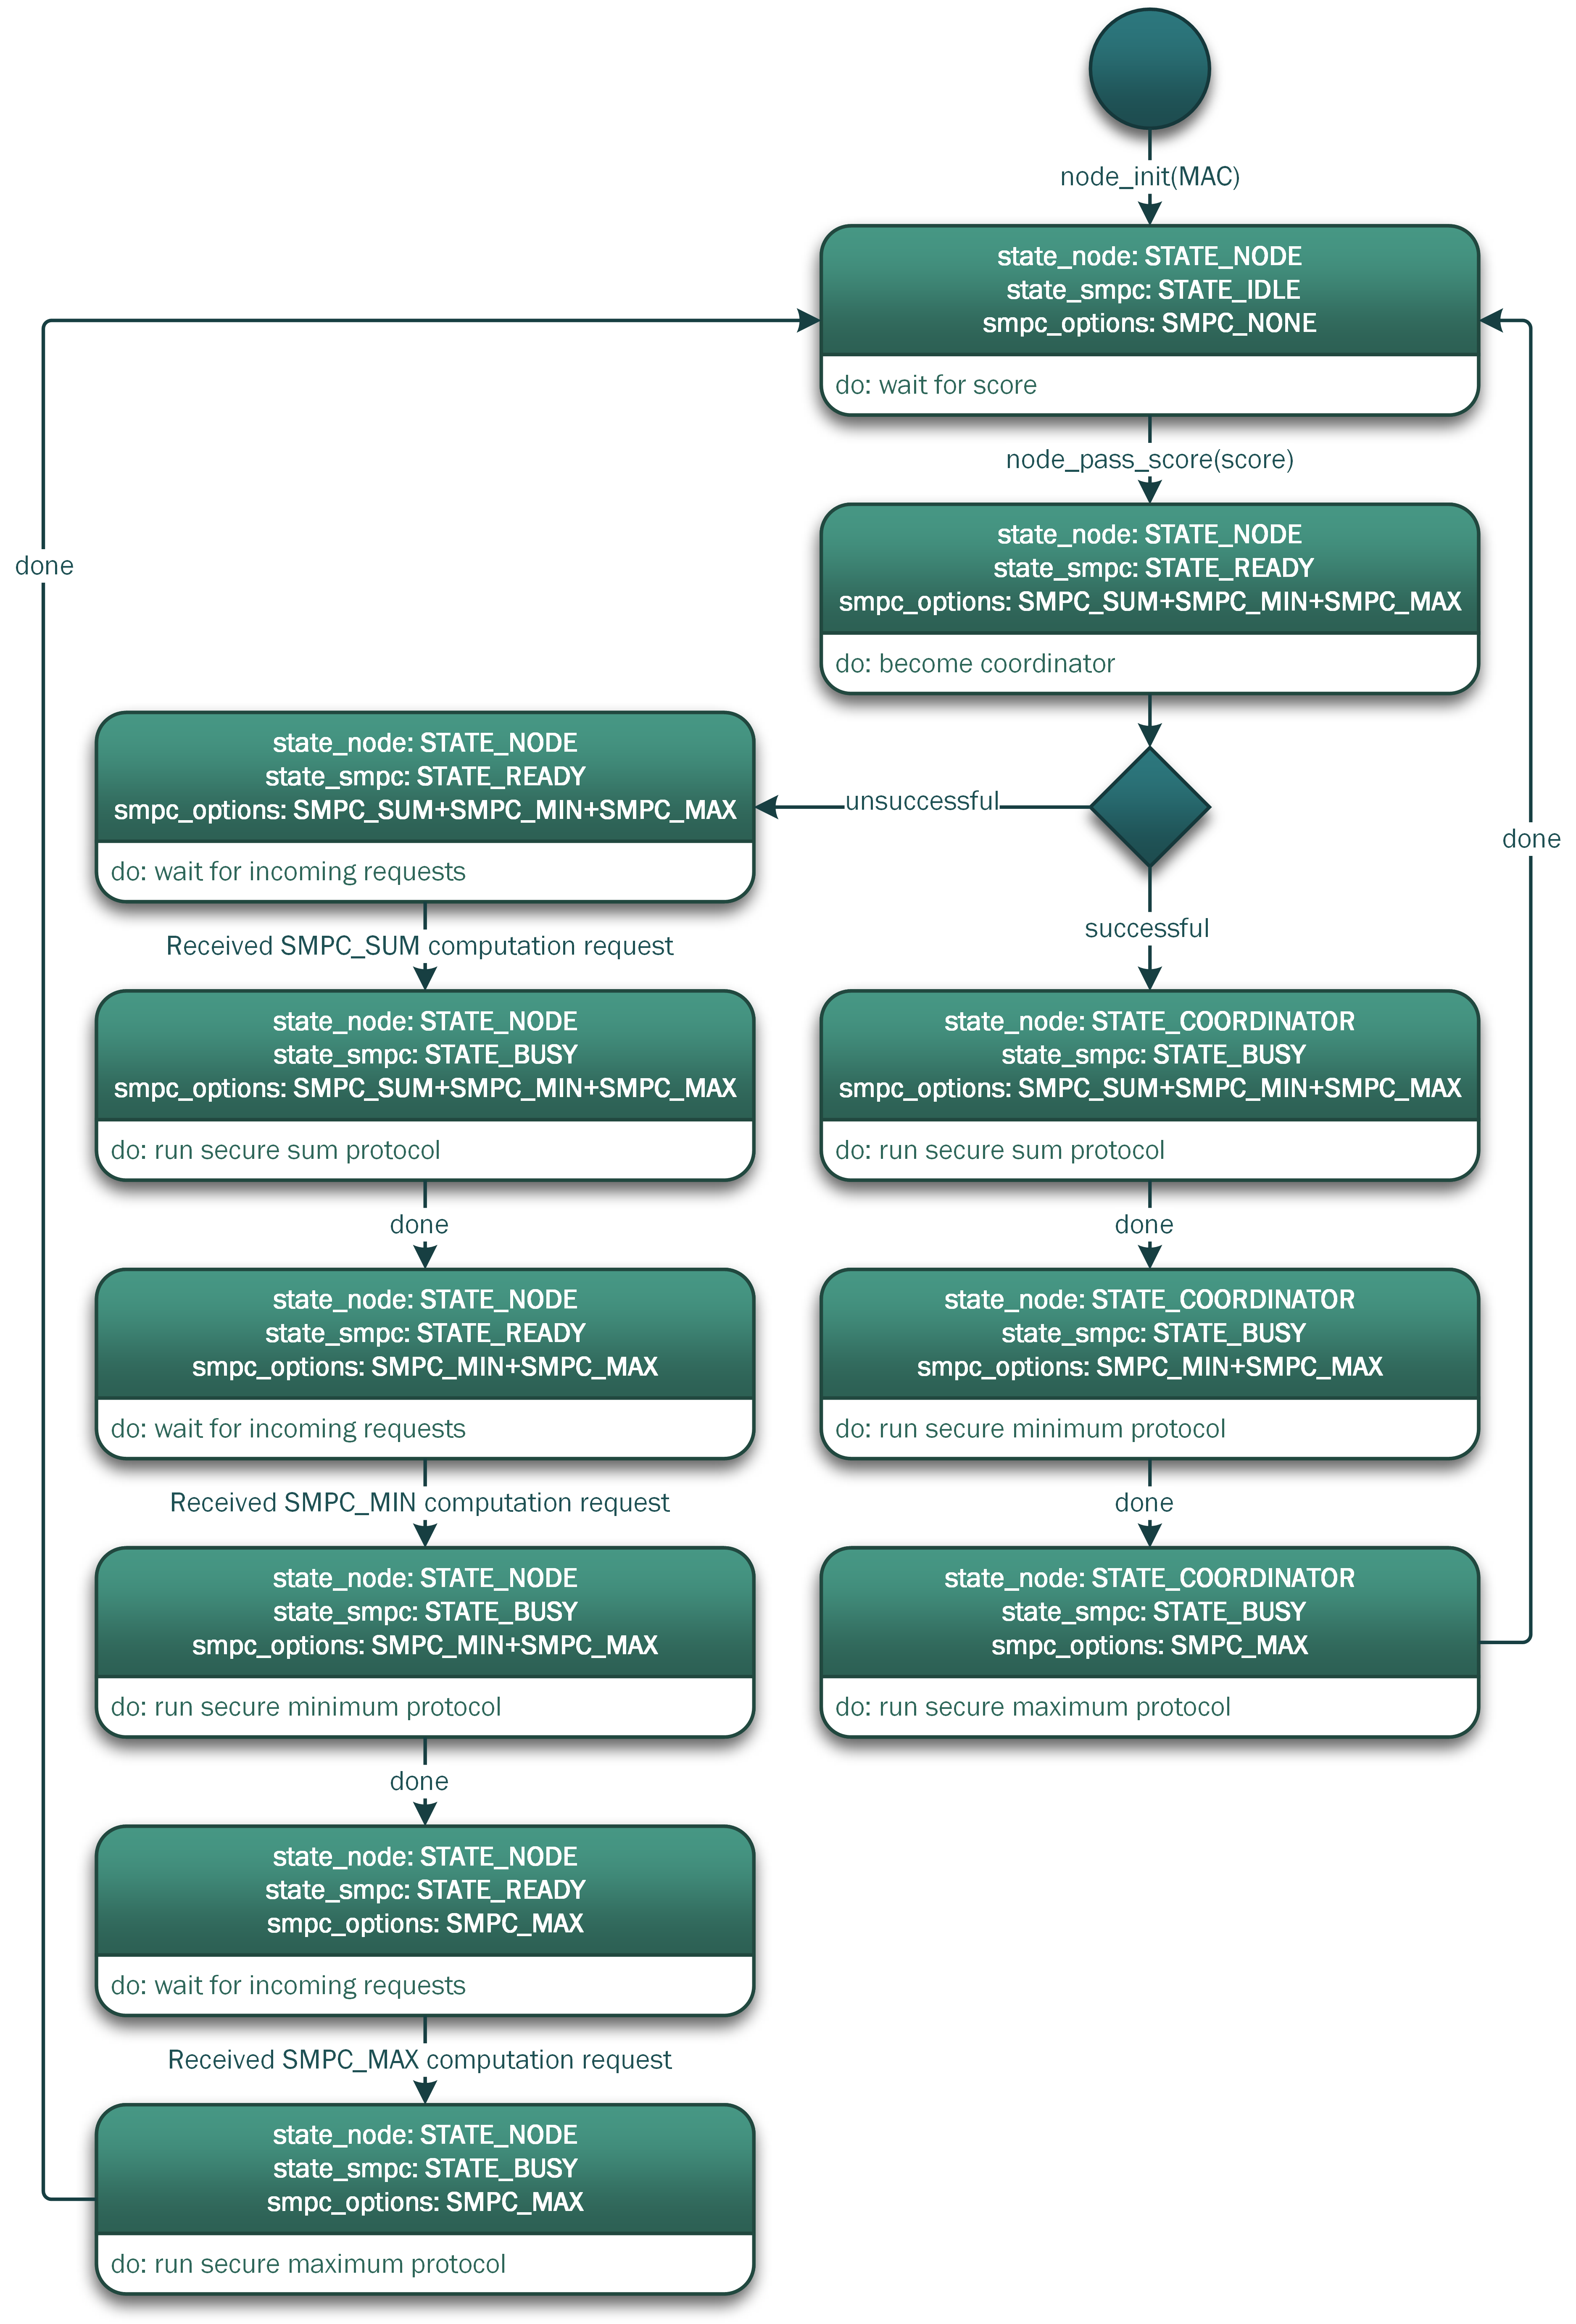 node_init(MAC)
state_node: STATE_NODE
state_smpc: STATE_IDLE
smpc_options: SMPC_NONE
do: wait for score
node_pass_score(score)
state_node: STATE_NODE
state_smpc: STATE_READY
smpc_options: SMPC_SUM+SMPC_MIN+SMPC_MAX
do: become coordinator
unsuccessful
successful
done
done
state_node: STATE_NODE
state_smpc: STATE_READY
smpc_options: SMPC_SUM+SMPC_MIN+SMPC_MAX
do: wait for incoming requests
Received SMPC_SUM computation request
state_node: STATE_NODE
state_smpc: STATE_BUSY
smpc_options: SMPC_SUM+SMPC_MIN+SMPC_MAX
do: run secure sum protocol
done
state_node: STATE_NODE
state_smpc: STATE_READY
smpc_options: SMPC_MIN+SMPC_MAX
do: wait for incoming requests
Received SMPC_MIN computation request
state_node: STATE_NODE
state_smpc: STATE_BUSY
smpc_options: SMPC_MIN+SMPC_MAX
do: run secure minimum protocol
done
state_node: STATE_NODE
state_smpc: STATE_READY
smpc_options: SMPC_MAX
do: wait for incoming requests
Received SMPC_MAX computation request
state_node: STATE_NODE
state_smpc: STATE_BUSY
smpc_options: SMPC_MAX
do: run secure maximum protocol
state_node: STATE_COORDINATOR
state_smpc: STATE_BUSY
smpc_options: SMPC_SUM+SMPC_MIN+SMPC_MAX
do: run secure sum protocol
done
state_node: STATE_COORDINATOR
state_smpc: STATE_BUSY
smpc_options: SMPC_MIN+SMPC_MAX
do: run secure minimum protocol
done
state_node: STATE_COORDINATOR
state_smpc: STATE_BUSY
smpc_options: SMPC_MAX
do: run secure maximum protocol